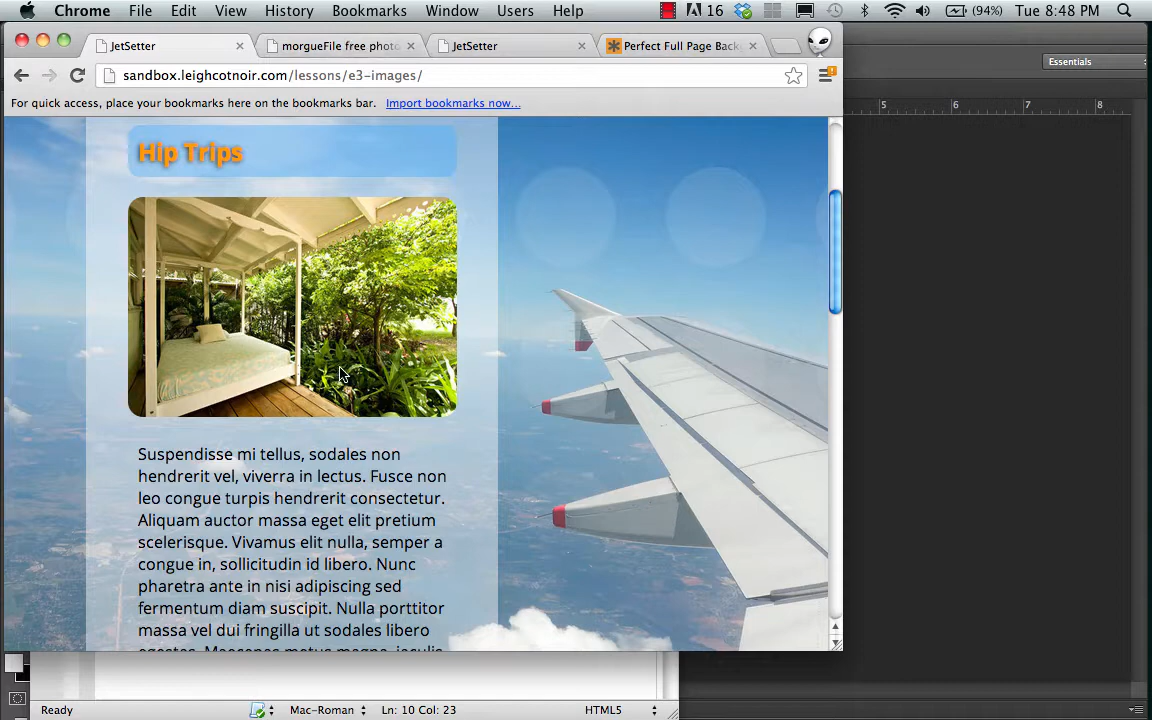 Chrome File Edit View History Bookmarks Window Users Help 16 (94%) Tue 8:48 PM
JetSetter morgueFile free photo JetSetter Perfect Full Page Back
Essentials
sandbox.leighcotnoir.com/lessons/e3-images/
For quick access, place your bookmarks here on the bookmarks bar. Import bookmarks now...
5 6 7 8
Hip Trips
Suspendisse mi tellus, sodales non
hendrerit vel, viverra in lectus. Fusce non
leo congue turpis hendrerit consectetur.
Aliquam auctor massa eget elit pretium
scelerisque. Vivamus elit nulla, semper a
congue in, sollicitudin id libero. Nunc
pharetra ante in nisi adipiscing sed
fermentum diam suscipit. Nulla porttitor
massa vel dui fringilla ut sodales libero
Ready Mac-Roman Ln: 10 Col: 23 HTML5